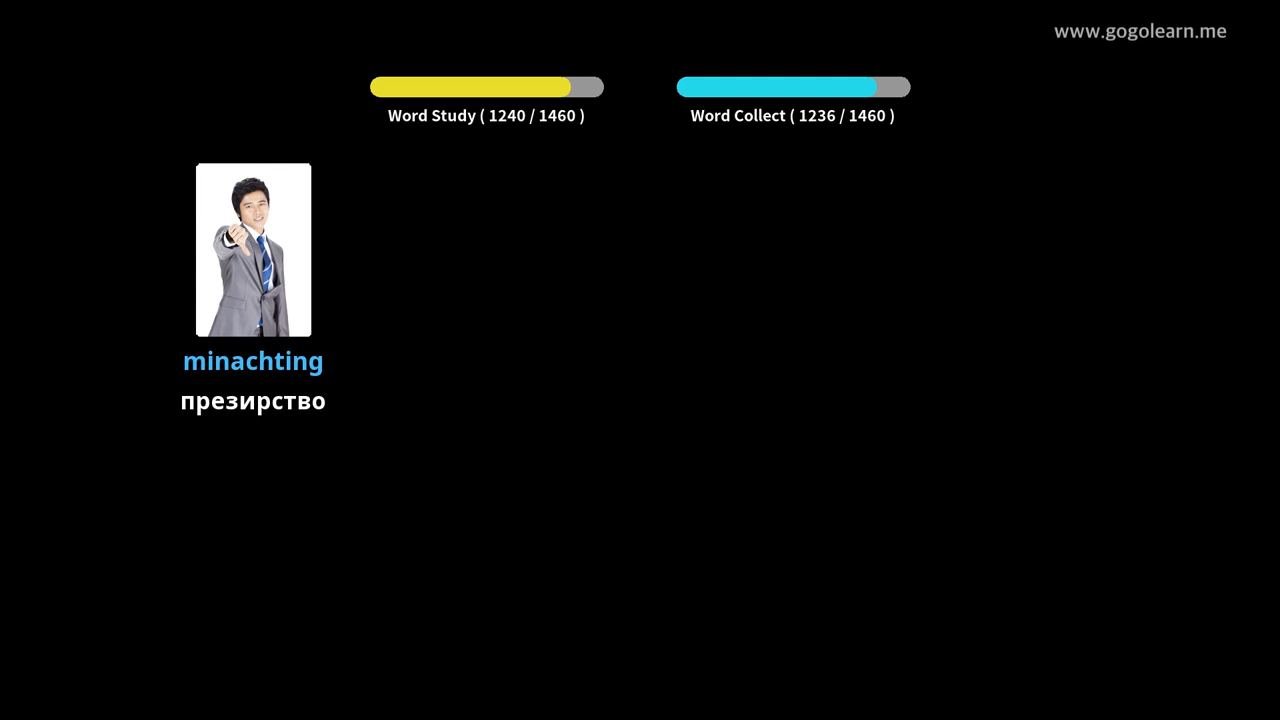 www.gogolearn.me
Word Study ( 1240 / 1460 )
Word Collect ( 1236 / 1460 )
minachting
презирство